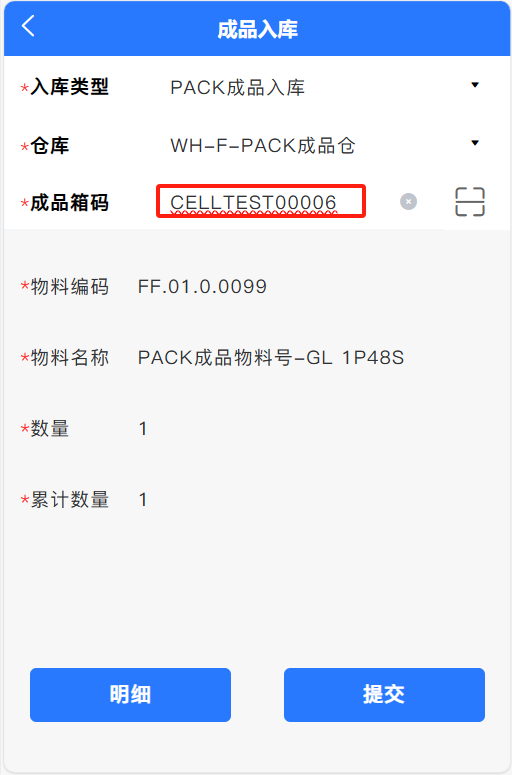 成品入库
*入库类型 PACK成品入库
*仓库 WH-F-PACK成品仓
*成品箱码 CELLTEST00006
*物料编码 FF.01.0.0099
*物料名称 PACK成品物料号-GL 1P48S
*数量 1
*累计数量 1
明细 提交